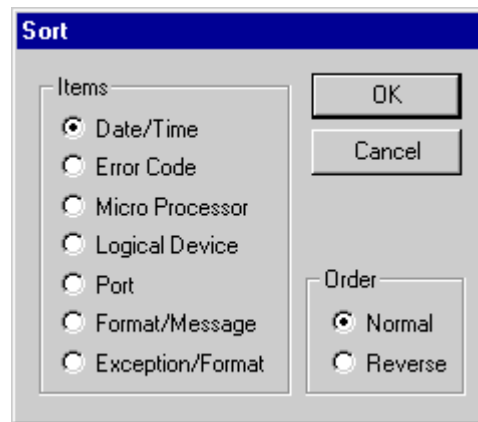 Sort
Items
Date/Time
Error Code
Micro Processor
Logical Device
Port
Format/Message
Exception/Format
OK
Cancel
Order
Normal
Reverse